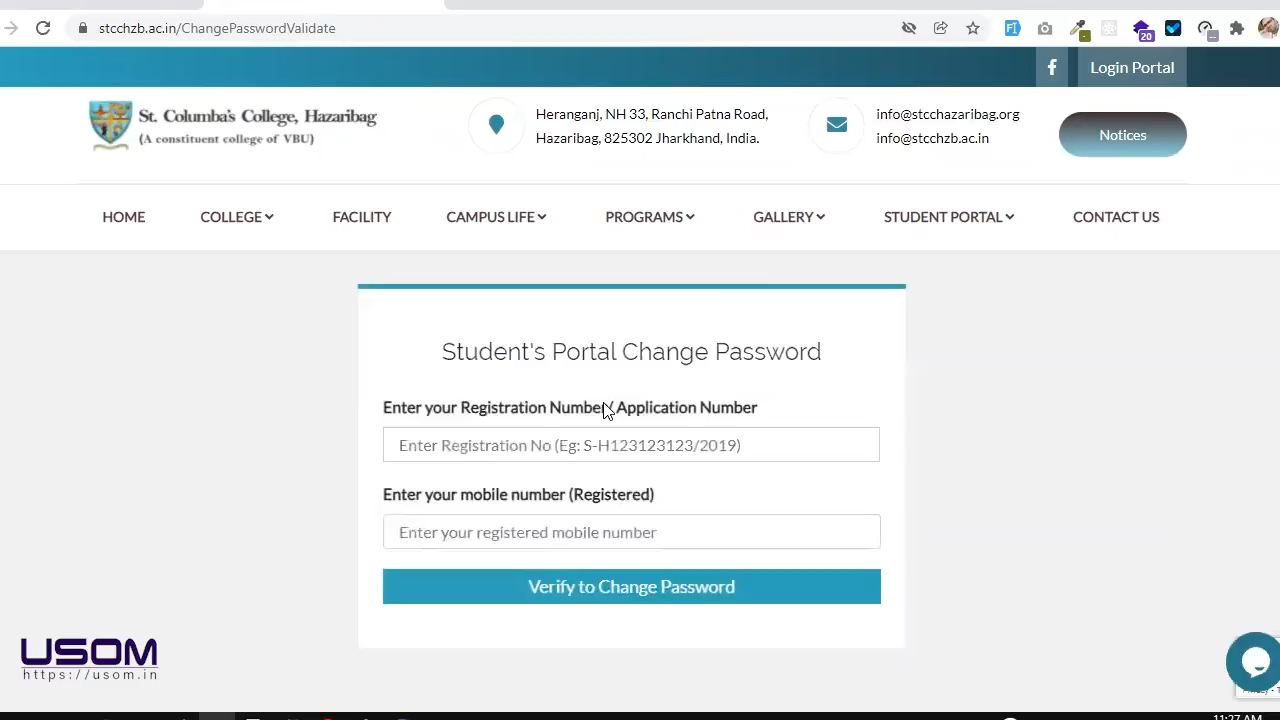 stcchzb.ac.in/ChangePasswordValidate
20
Login Portal
St. Columba's College, Hazaribag
(A constituent college of VBU)
Heranganj, NH 33, Ranchi Patna Road,
Hazaribag, 825302 Jharkhand, India.
info@stcchazaribag.org
info@stcchzb.ac.in
Notices
HOME
COLLEGE
FACILITY
CAMPUS LIFE
PROGRAMS
GALLERY
STUDENT PORTAL
CONTACT US
Student's Portal Change Password
Enter your Registration Number/ Application Number
Enter Registration No (Eg: S-H123123123/2019)
Enter your mobile number (Registered)
Enter your registered mobile number
Verify to Change Password
USOM
https://usom.in
11:27 AM